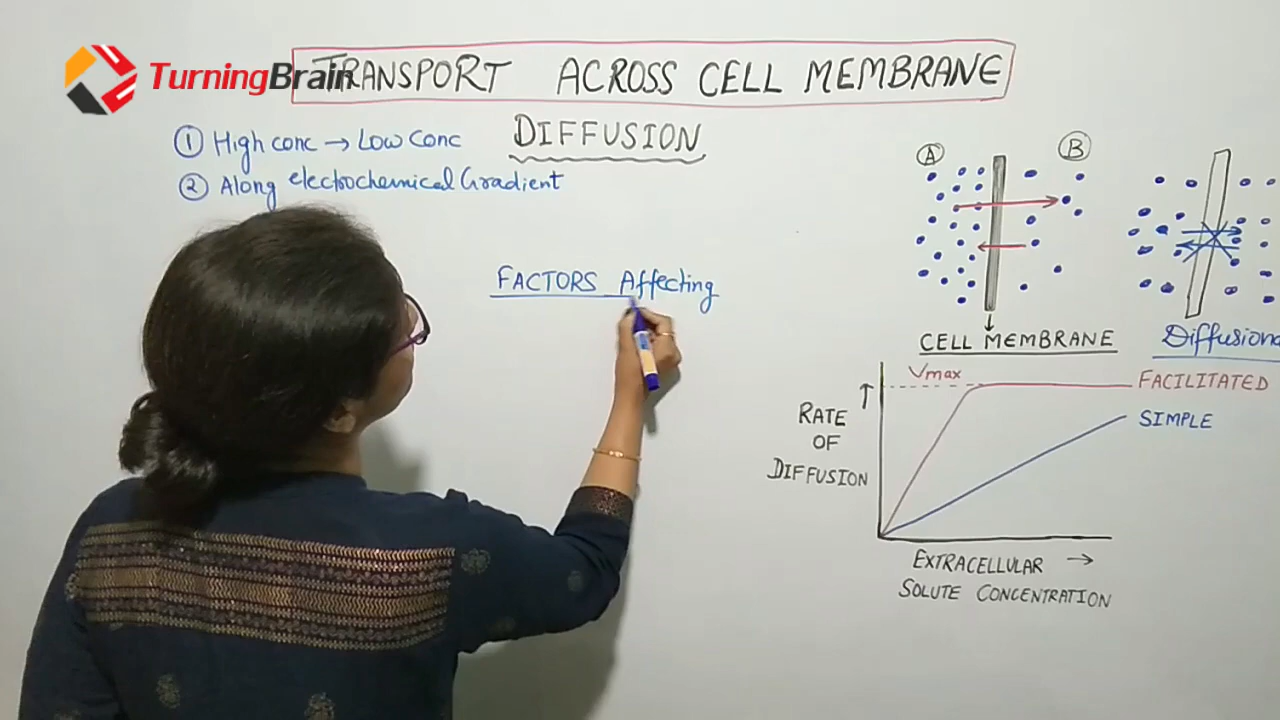 TurningBrain
TRANSPORT ACROSS CELL MEMBRANE
DIFFUSION
① High conc → Low Conc
② Along electrochemical Gradient
FACTORS Affecting
A
B
CELL MEMBRANE
Vmax
FACILITATED
SIMPLE
RATE
OF
DIFFUSION
EXTRACELLULAR →
SOLUTE CONCENTRATION